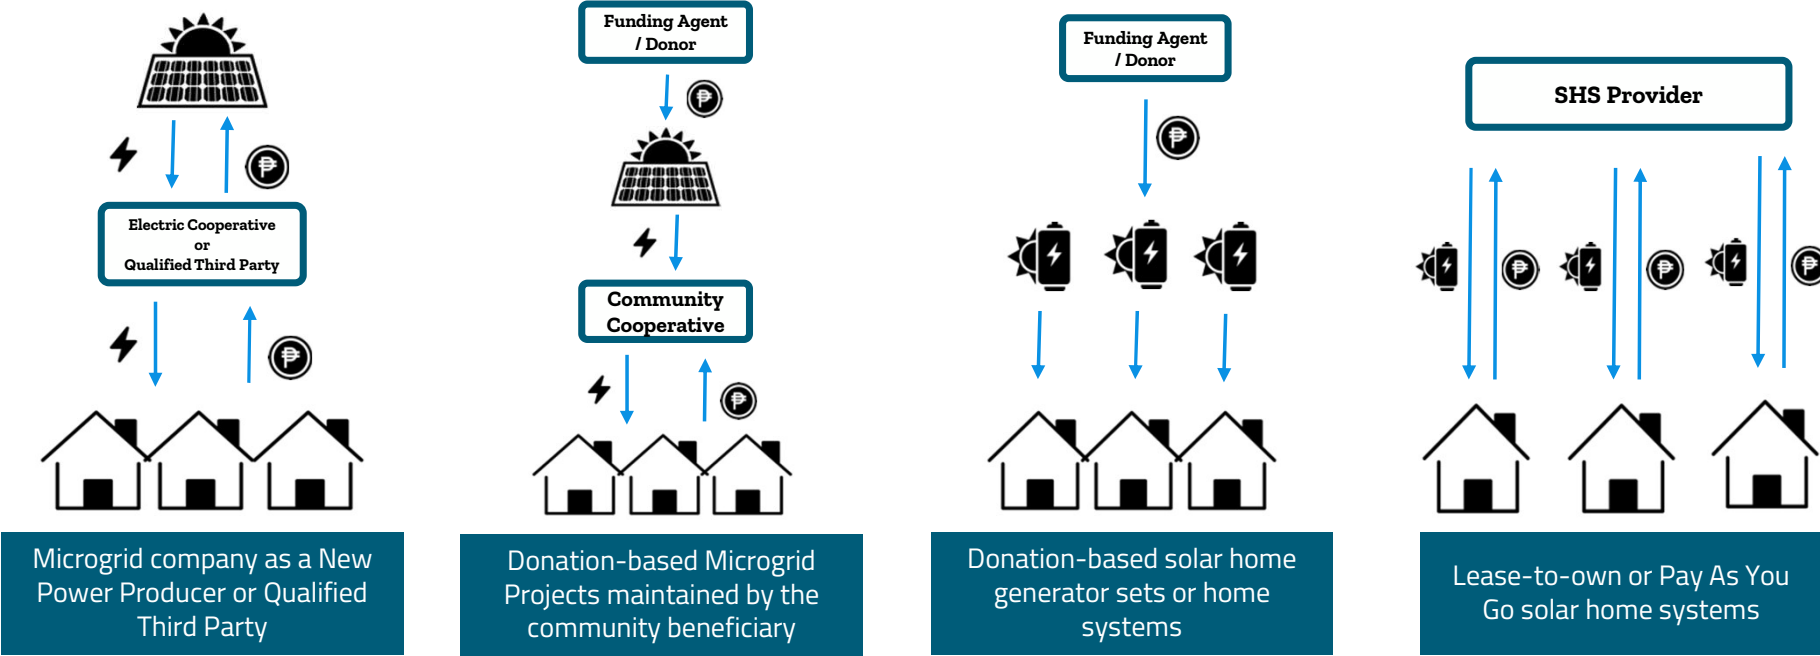 Electric Cooperative
or
Qualified Third Party
Microgrid company as a New
Power Producer or Qualified
Third Party
Funding Agent
/ Donor
Community
Cooperative
Donation-based Microgrid
Projects maintained by the
community beneficiary
Funding Agent
/ Donor
Donation-based solar home
generator sets or home
systems
SHS Provider
Lease-to-own or Pay As You
Go solar home systems